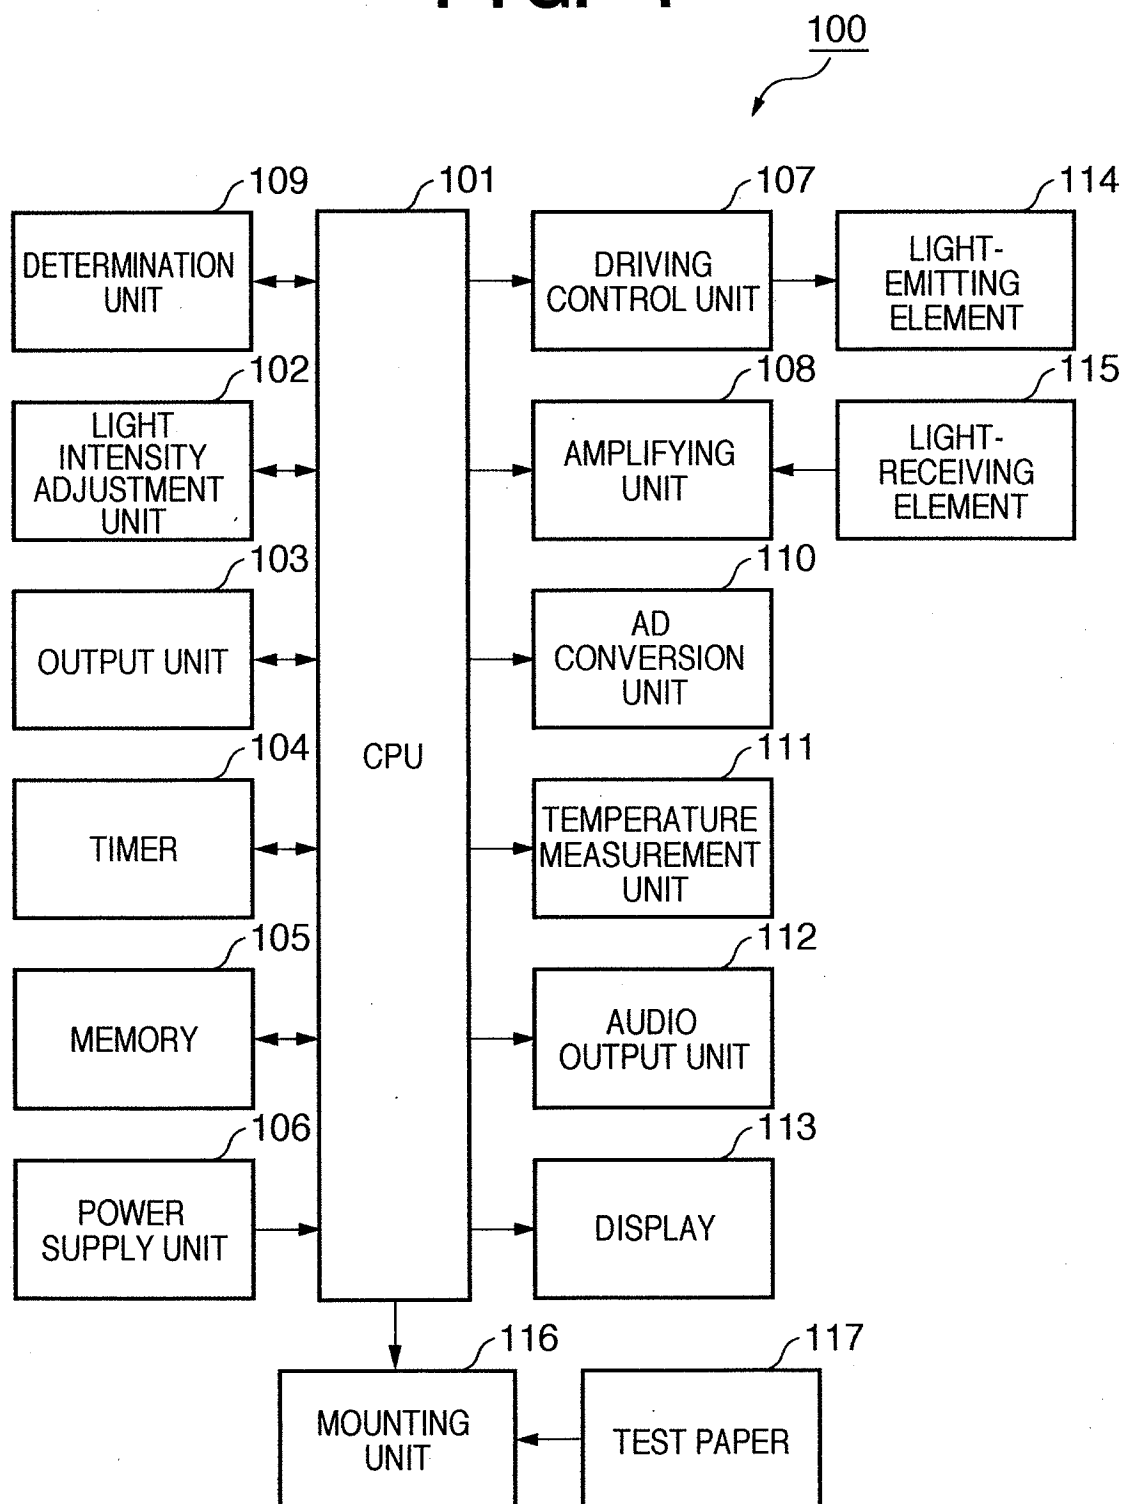 100
109
DETERMINATION
UNIT
101
CPU
107
DRIVING
CONTROL UNIT
114
LIGHT-
EMITTING
ELEMENT
102
LIGHT
INTENSITY
ADJUSTMENT
UNIT
108
AMPLIFYING
UNIT
115
LIGHT-
RECEIVING
ELEMENT
103
OUTPUT UNIT
110
AD
CONVERSION
UNIT
104
TIMER
111
TEMPERATURE
MEASUREMENT
UNIT
105
MEMORY
112
AUDIO
OUTPUT UNIT
106
POWER
SUPPLY UNIT
113
DISPLAY
116
MOUNTING
UNIT
117
TEST PAPER